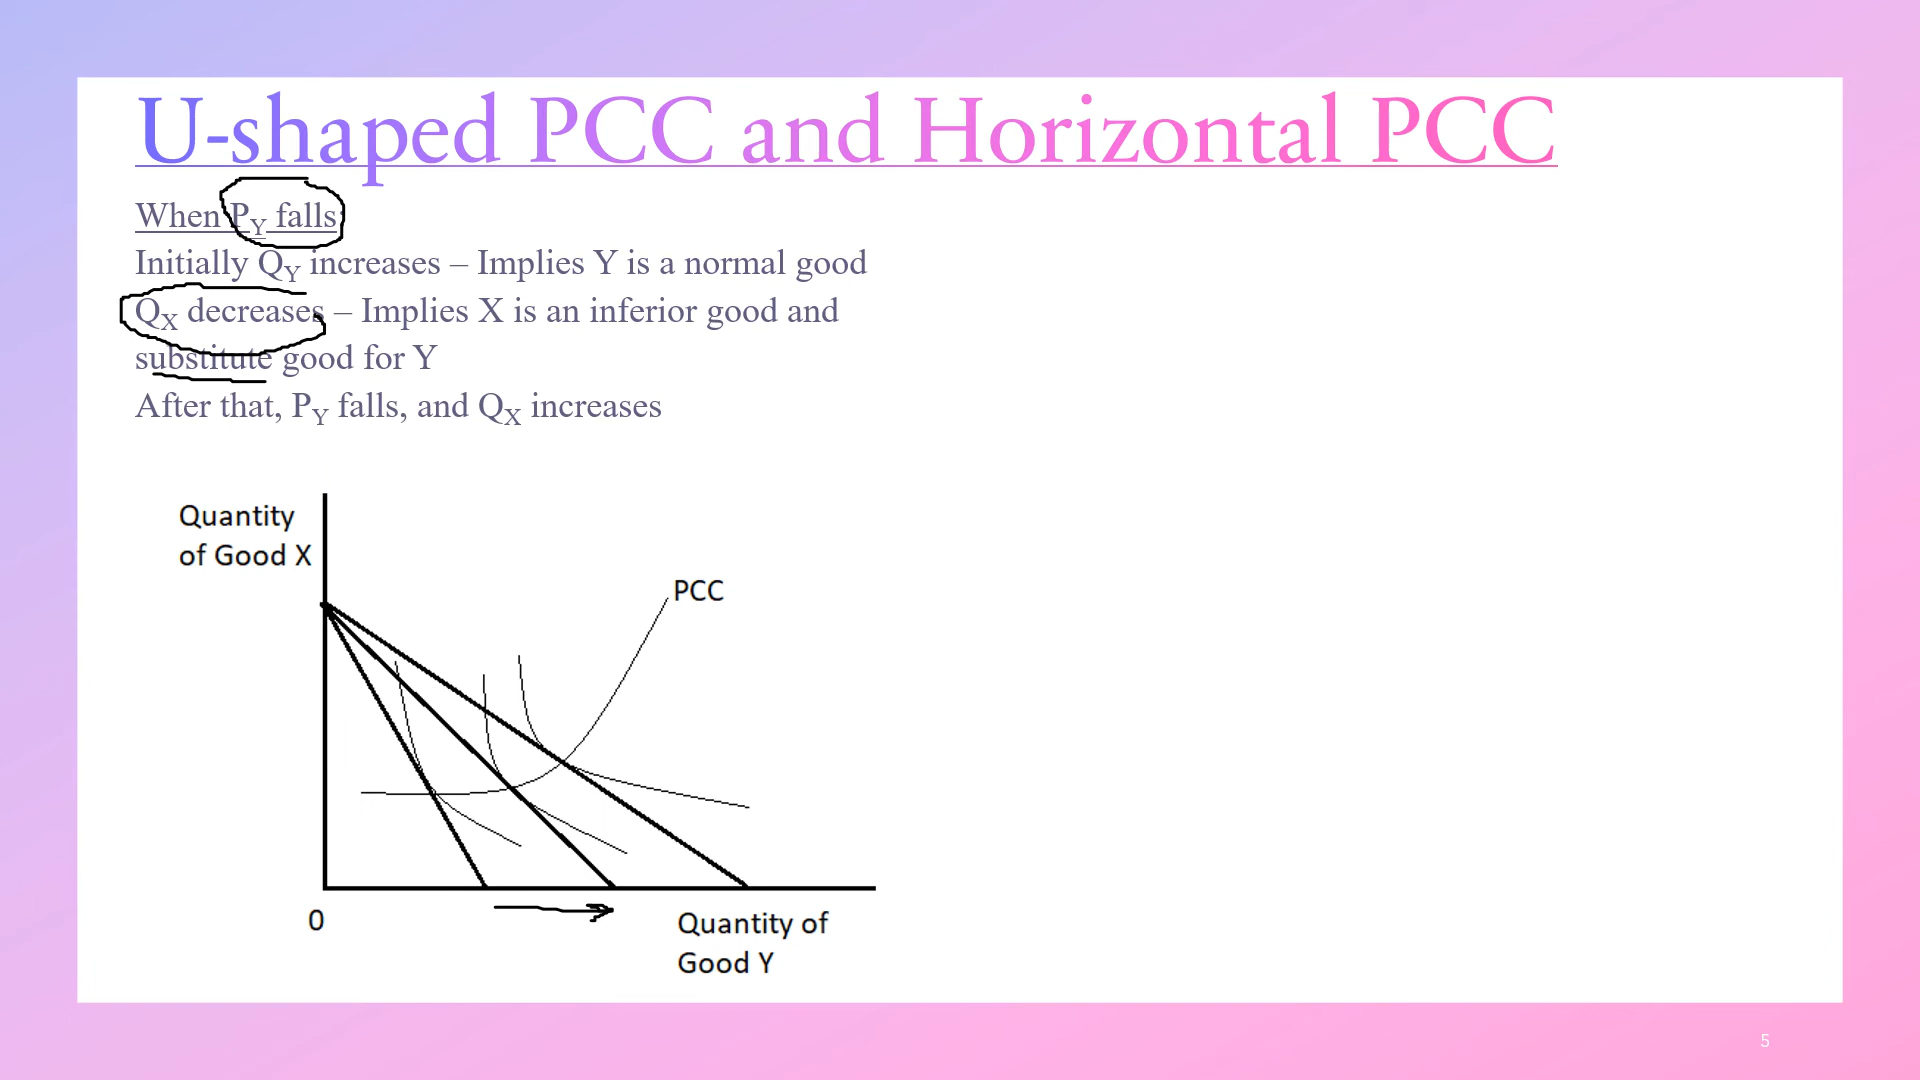 U-shaped PCC and Horizontal PCC
When P_Y falls
Initially Q_Y increases – Implies Y is a normal good
Q_X decreases – Implies X is an inferior good and
substitute good for Y
After that, P_Y falls, and Q_X increases
Quantity
of Good X
PCC
0
Quantity of
Good Y
5